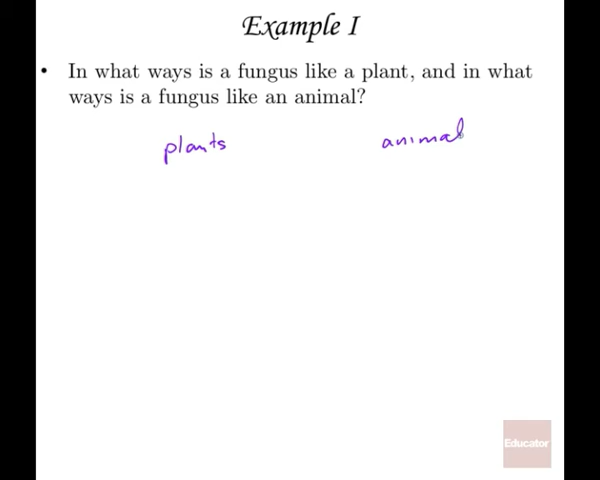 Example I
• In what ways is a fungus like a plant, and in what
ways is a fungus like an animal?
plants animal
Educator